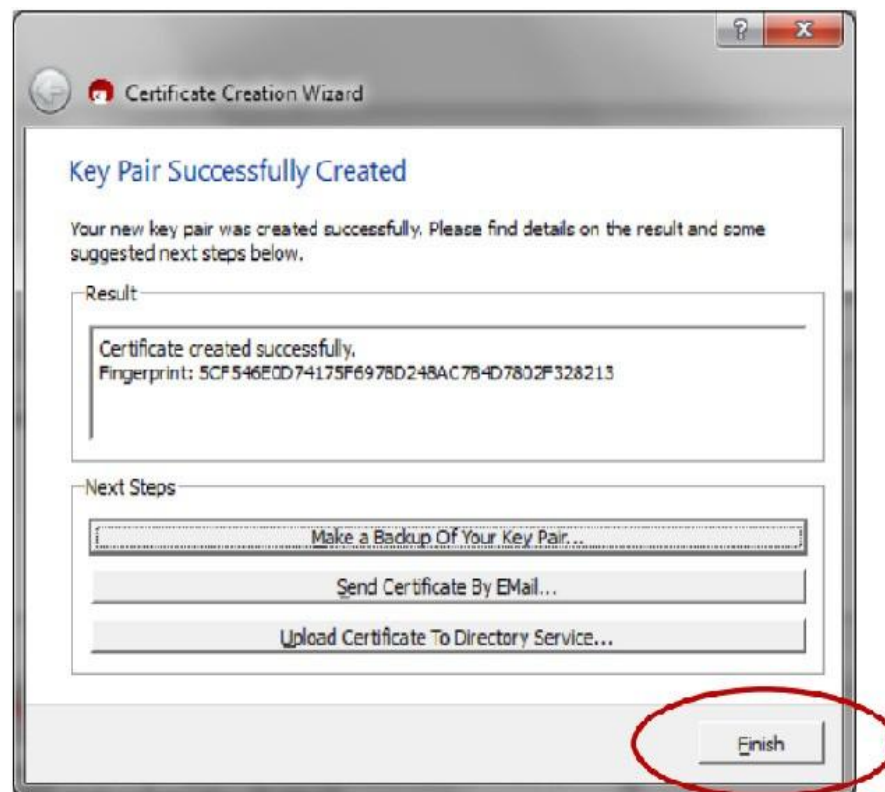 Certificate Creation Wizard
Key Pair Successfully Created
Your new key pair was created successfully. Please find details on the result and some
suggested next steps below.
Result
Certificate created successfully.
Fingerprint: 5CF546E0D74175F6978D248AC7B4D7802F328213
Next Steps
Make a Backup Of Your Key Pair...
Send Certificate By EMail...
Upload Certificate To Directory Service...
Finish